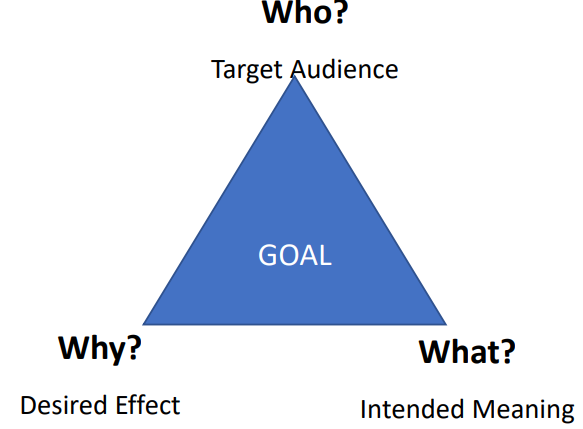 Who?
Target Audience
GOAL
Why?
What?
Desired Effect
Intended Meaning